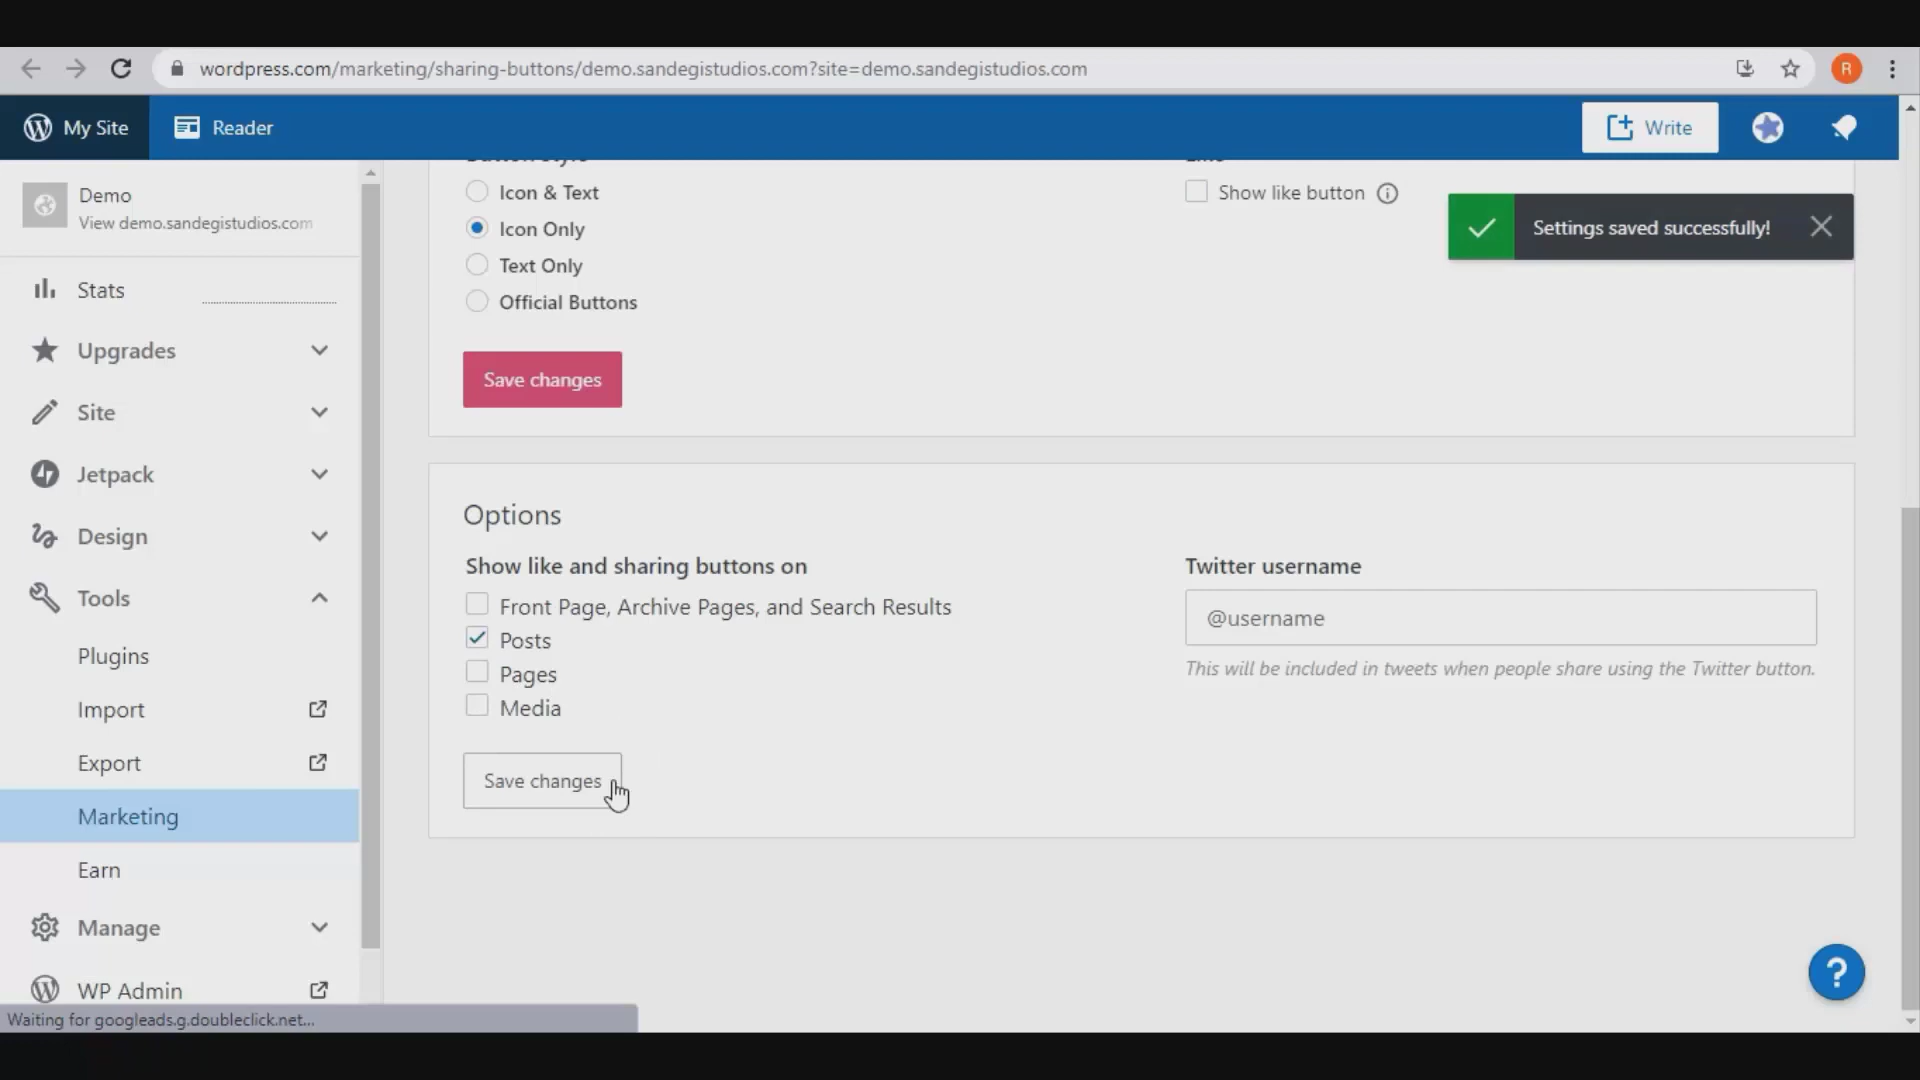 wordpress.com/marketing/sharing-buttons/demo.sandegistudios.com?site=demo.sandegistudios.com
R
My Site
Reader
Write
Demo
View demo.sandegistudios.com
Stats
Upgrades
Site
Jetpack
Design
Tools
Plugins
Import
Export
Marketing
Earn
Manage
WP Admin
Waiting for googleads.g.doubleclick.net...
Icon & Text
Icon Only
Text Only
Official Buttons
Show like button
Settings saved successfully!
Save changes
Options
Show like and sharing buttons on
Front Page, Archive Pages, and Search Results
Posts
Pages
Media
Twitter username
@username
This will be included in tweets when people share using the Twitter button.
Save changes
?